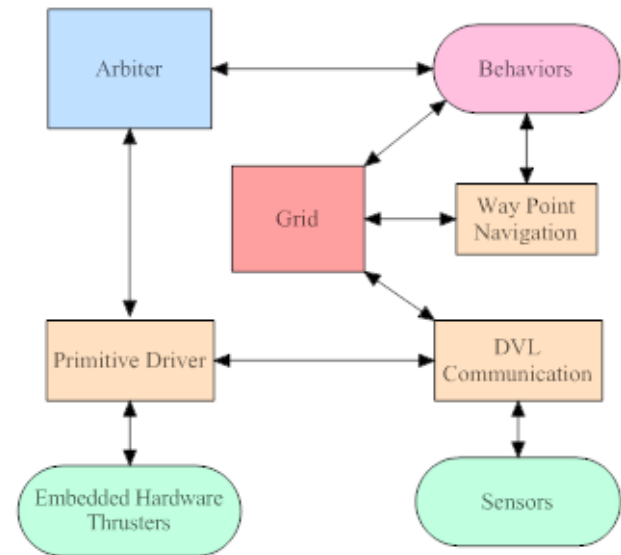 Arbiter
Behaviors
Grid
Way Point
Navigation
Primitive Driver
DVL
Communication
Embedded Hardware
Thrusters
Sensors